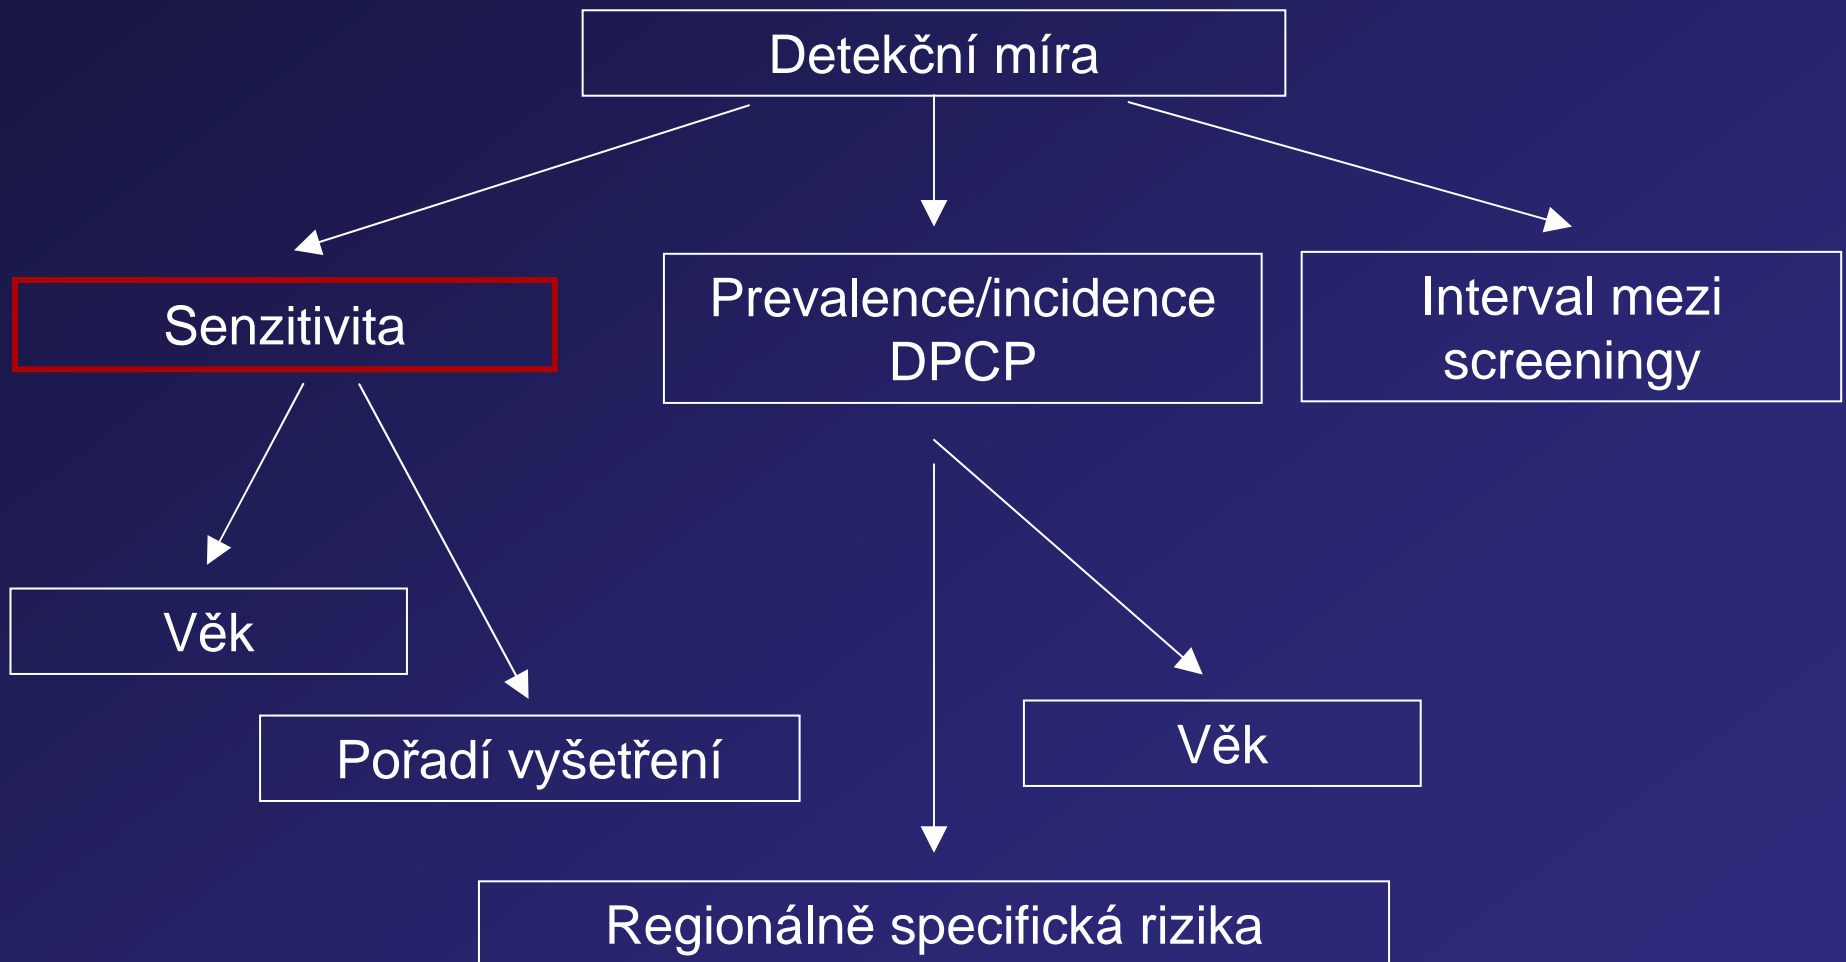 Detekční míra
Senzitivita
Prevalence/incidence
DPCP
Interval mezi
screeningy
Věk
Pořadí vyšetření
Věk
Regionálně specifická rizika